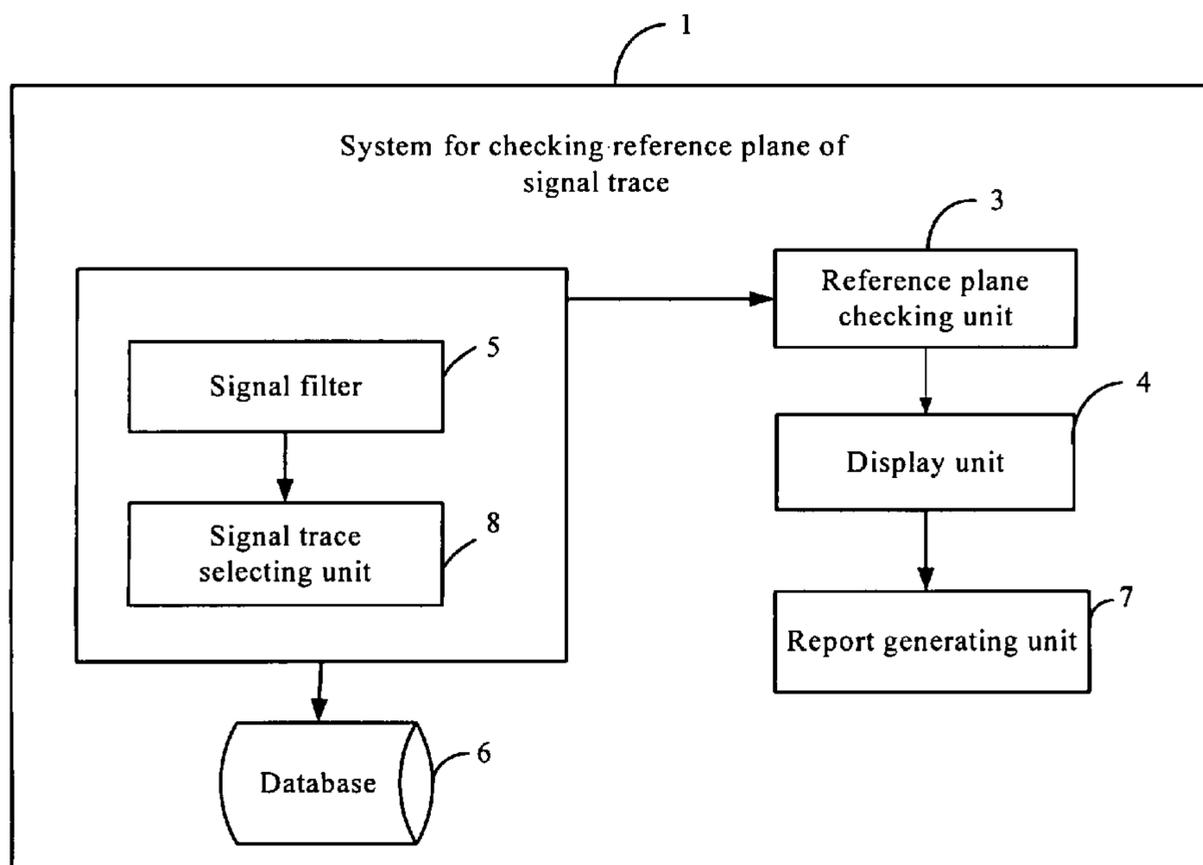 1
System for checking reference plane of
signal trace
3
Reference plane
checking unit
5
Signal filter
4
Display unit
8
Signal trace
selecting unit
7
Report generating unit
6
Database